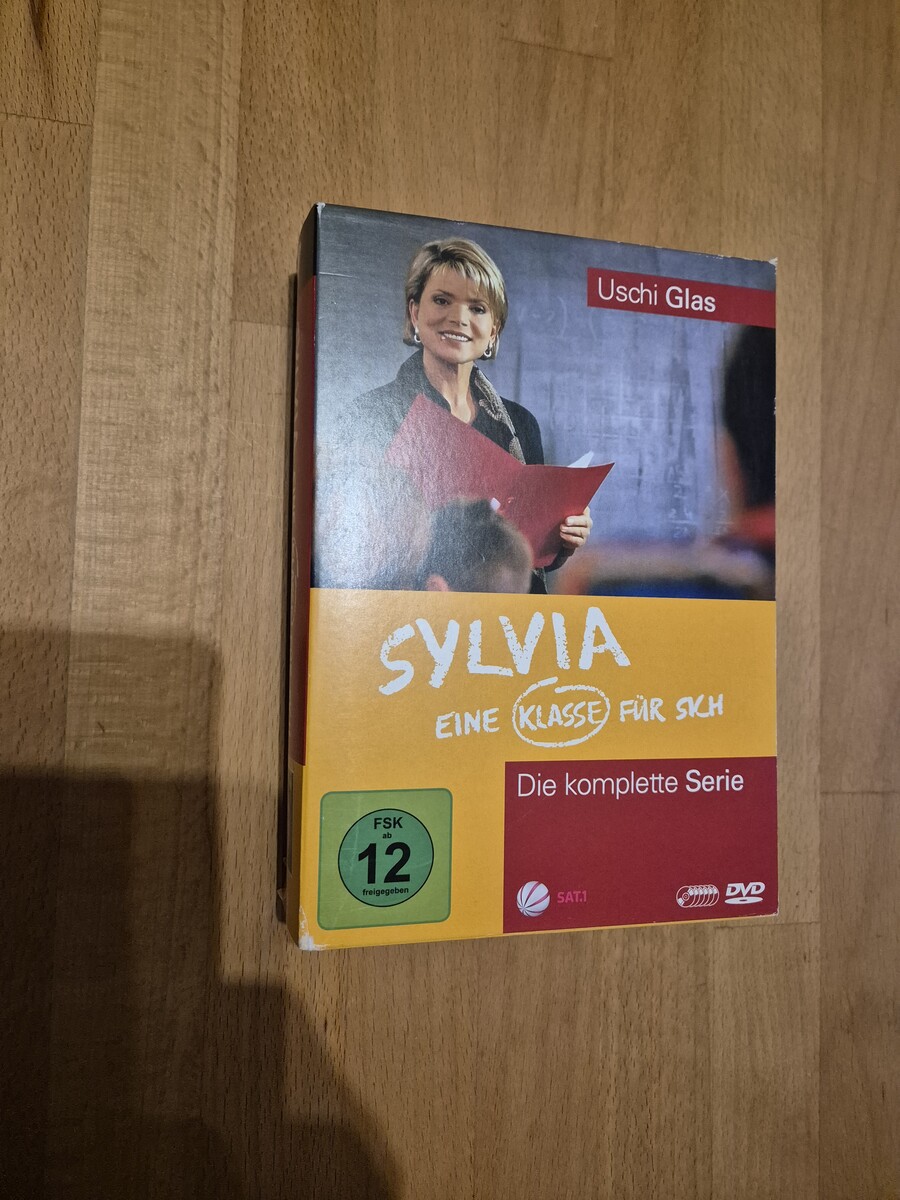 Uschi Glas
SYLVIA
EINE KLASSE FÜR SICH
Die komplette Serie
FSK
ab
12
freigegeben
SAT.1
DVD